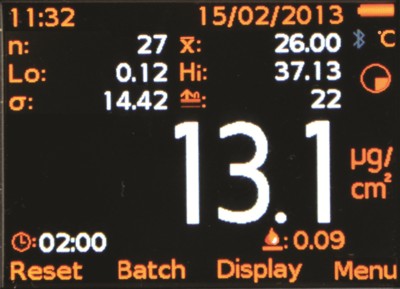 11:32 15/02/2013
n: 27 x̅: 26.00 °C
Lo: 0.12 Hi: 37.13
σ: 14.42 : 22
13.1 µg/cm²
:02:00 :0.09
Reset Batch Display Menu